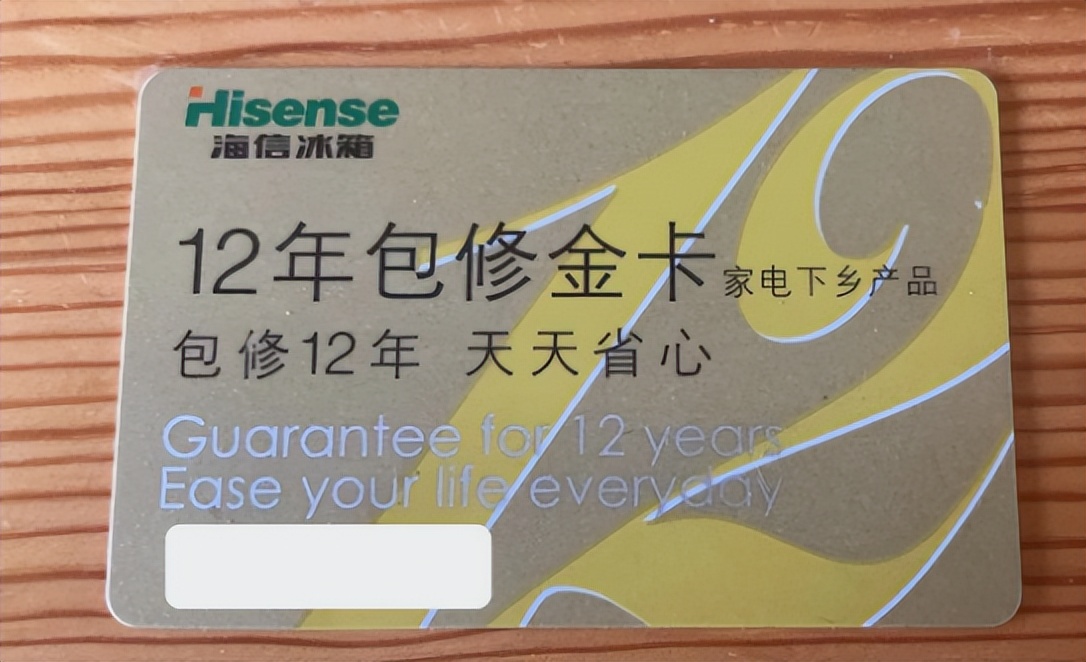 Hisense
海信冰箱
12年包修金卡家电下乡产品
包修12年 天天省心
Guarantee for 12 years
Ease your life everyday